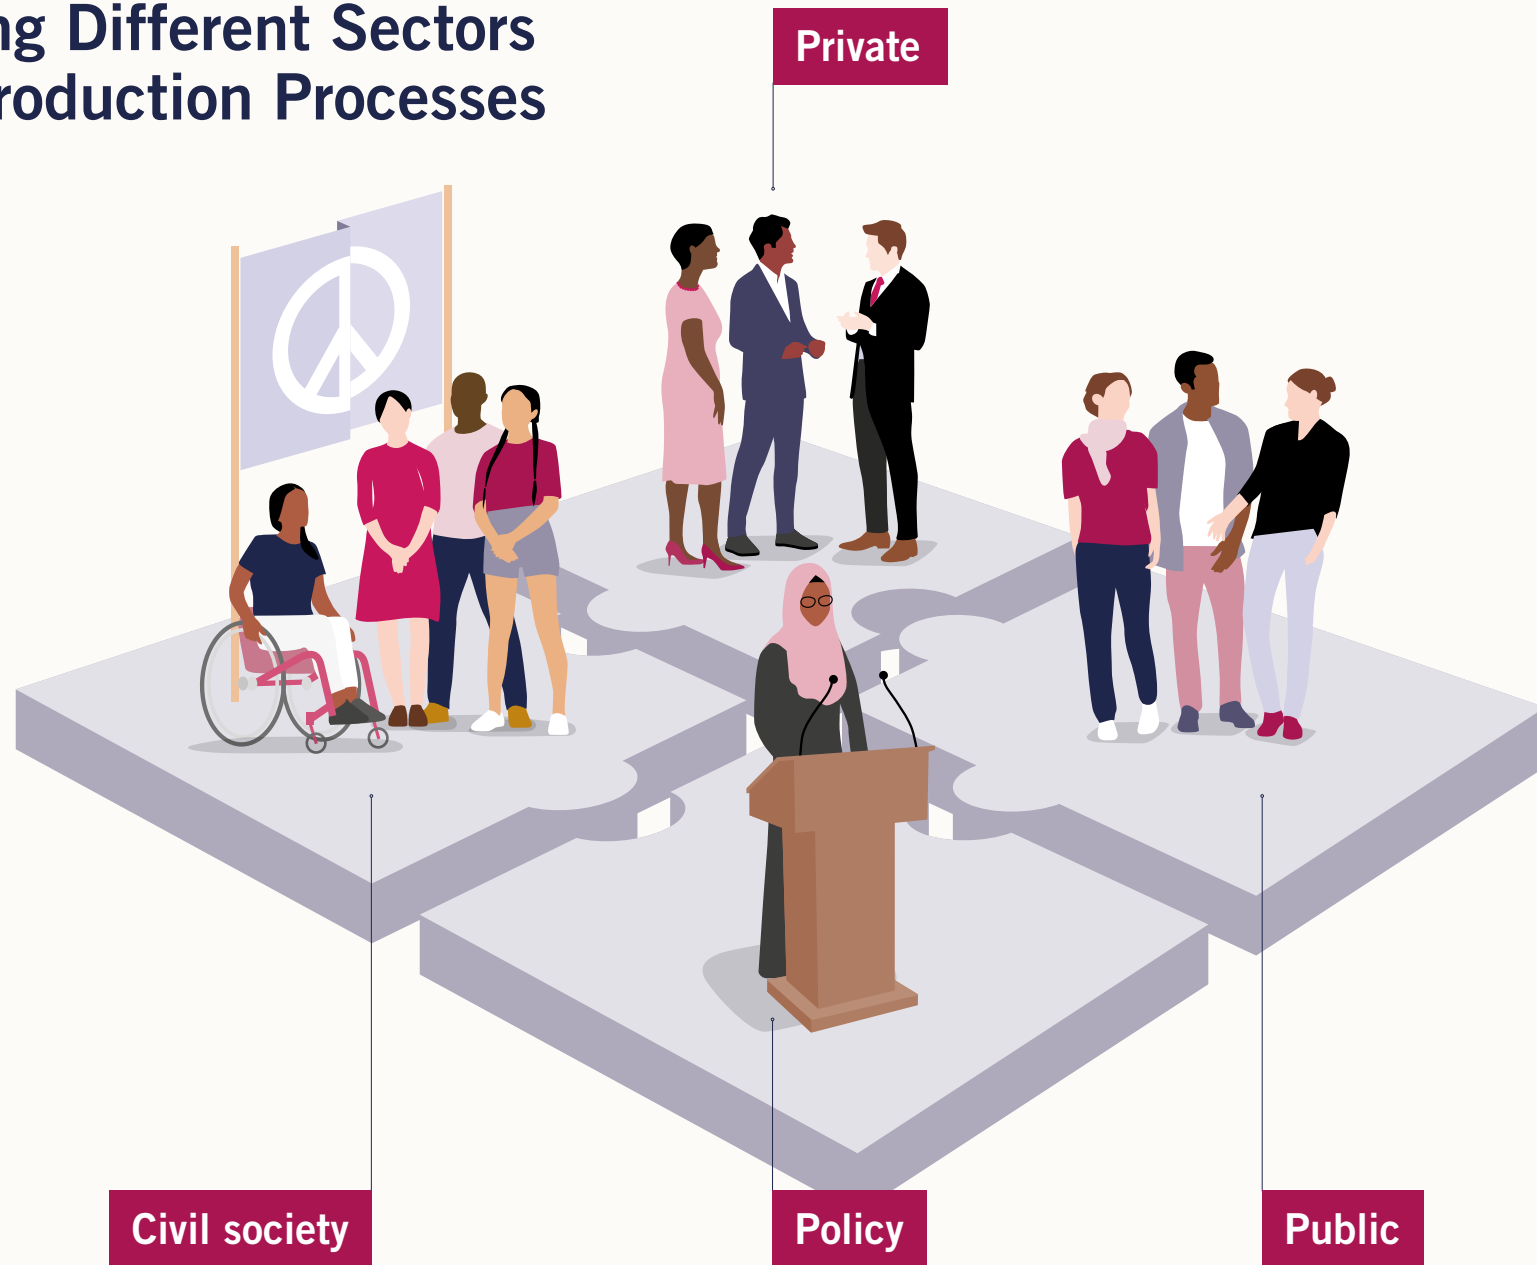 ng Different Sectors
roduction Processes
Private
Civil society
Policy
Public